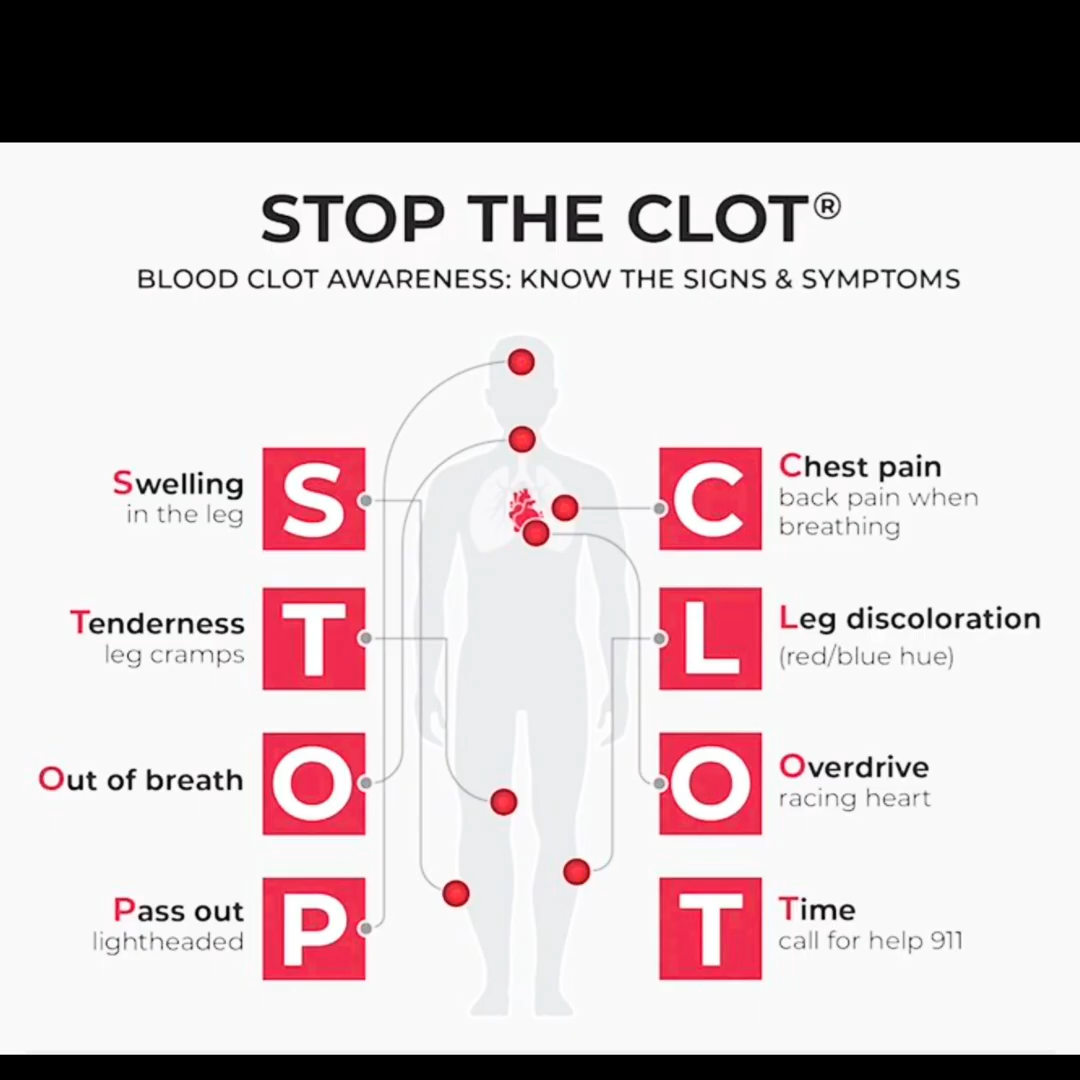 STOP THE CLOT®
BLOOD CLOT AWARENESS: KNOW THE SIGNS & SYMPTOMS
S
Swelling
in the leg
T
Tenderness
leg cramps
O
Out of breath
P
Pass out
lightheaded
C
Chest pain
back pain when
breathing
L
Leg discoloration
(red/blue hue)
O
Overdrive
racing heart
T
Time
call for help 911